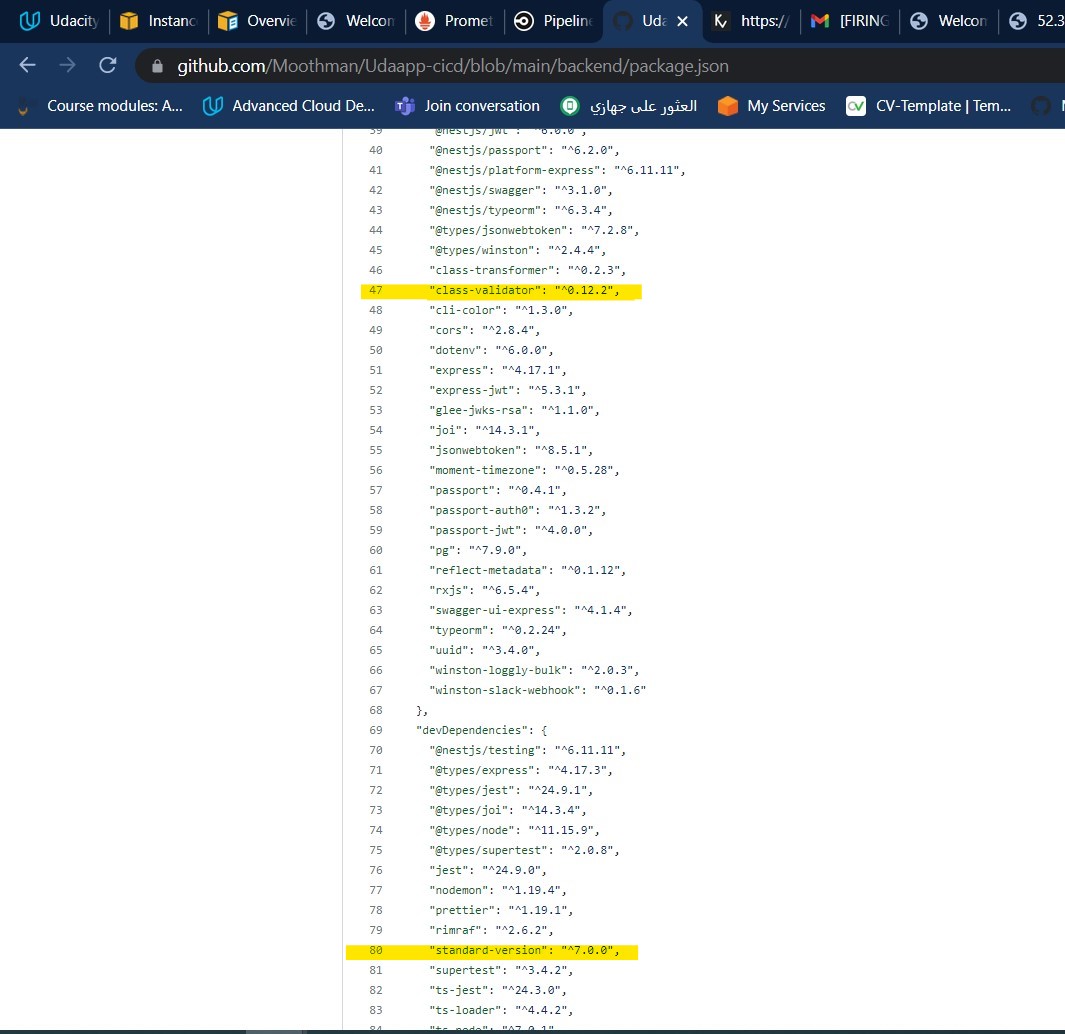 Udacity
Instanc
Overvie
Welcom
Promet
Pipeline
Uda
https://
[FIRING
Welcom
52.3
github.com/Moothman/Udaapp-cicd/blob/main/backend/package.json
Course modules: A...
Advanced Cloud De...
Join conversation
العثور على جهازي
My Services
CV-Template | Tem...
39 "@nestjs/jwt": "^6.0.0",
40 "@nestjs/passport": "^6.2.0",
41 "@nestjs/platform-express": "^6.11.11",
42 "@nestjs/swagger": "^3.1.0",
43 "@nestjs/typeorm": "^6.3.4",
44 "@types/jsonwebtoken": "^7.2.8",
45 "@types/winston": "^2.4.4",
46 "class-transformer": "^0.2.3",
47 "class-validator": "^0.12.2",
48 "cli-color": "^1.3.0",
49 "cors": "^2.8.4",
50 "dotenv": "^6.0.0",
51 "express": "^4.17.1",
52 "express-jwt": "^5.3.1",
53 "glee-jwks-rsa": "^1.1.0",
54 "joi": "^14.3.1",
55 "jsonwebtoken": "^8.5.1",
56 "moment-timezone": "^0.5.28",
57 "passport": "^0.4.1",
58 "passport-auth0": "^1.3.2",
59 "passport-jwt": "^4.0.0",
60 "pg": "^7.9.0",
61 "reflect-metadata": "^0.1.12",
62 "rxjs": "^6.5.4",
63 "swagger-ui-express": "^4.1.4",
64 "typeorm": "^0.2.24",
65 "uuid": "^3.4.0",
66 "winston-loggly-bulk": "^2.0.3",
67 "winston-slack-webhook": "^0.1.6"
68 },
69 "devDependencies": {
70 "@nestjs/testing": "^6.11.11",
71 "@types/express": "^4.17.3",
72 "@types/jest": "^24.9.1",
73 "@types/joi": "^14.3.4",
74 "@types/node": "^11.15.9",
75 "@types/supertest": "^2.0.8",
76 "jest": "^24.9.0",
77 "nodemon": "^1.19.4",
78 "prettier": "^1.19.1",
79 "rimraf": "^2.6.2",
80 "standard-version": "^7.0.0",
81 "supertest": "^3.4.2",
82 "ts-jest": "^24.3.0",
83 "ts-loader": "^4.4.2",
84 "ts-node": "^7.0.1",